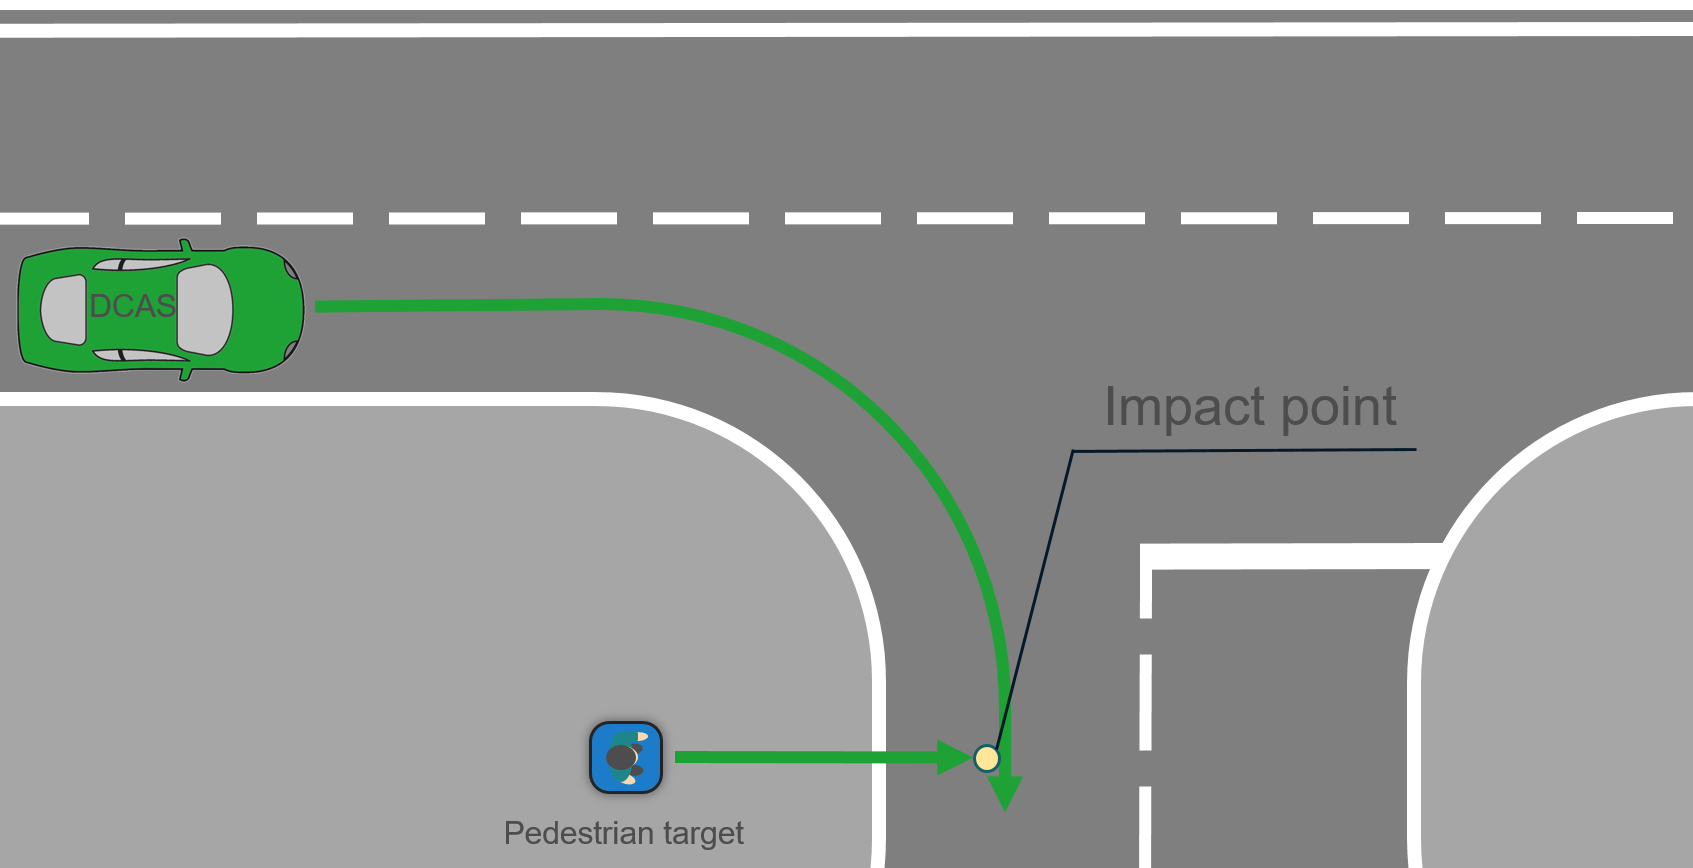 DCAS
Impact point
Pedestrian target